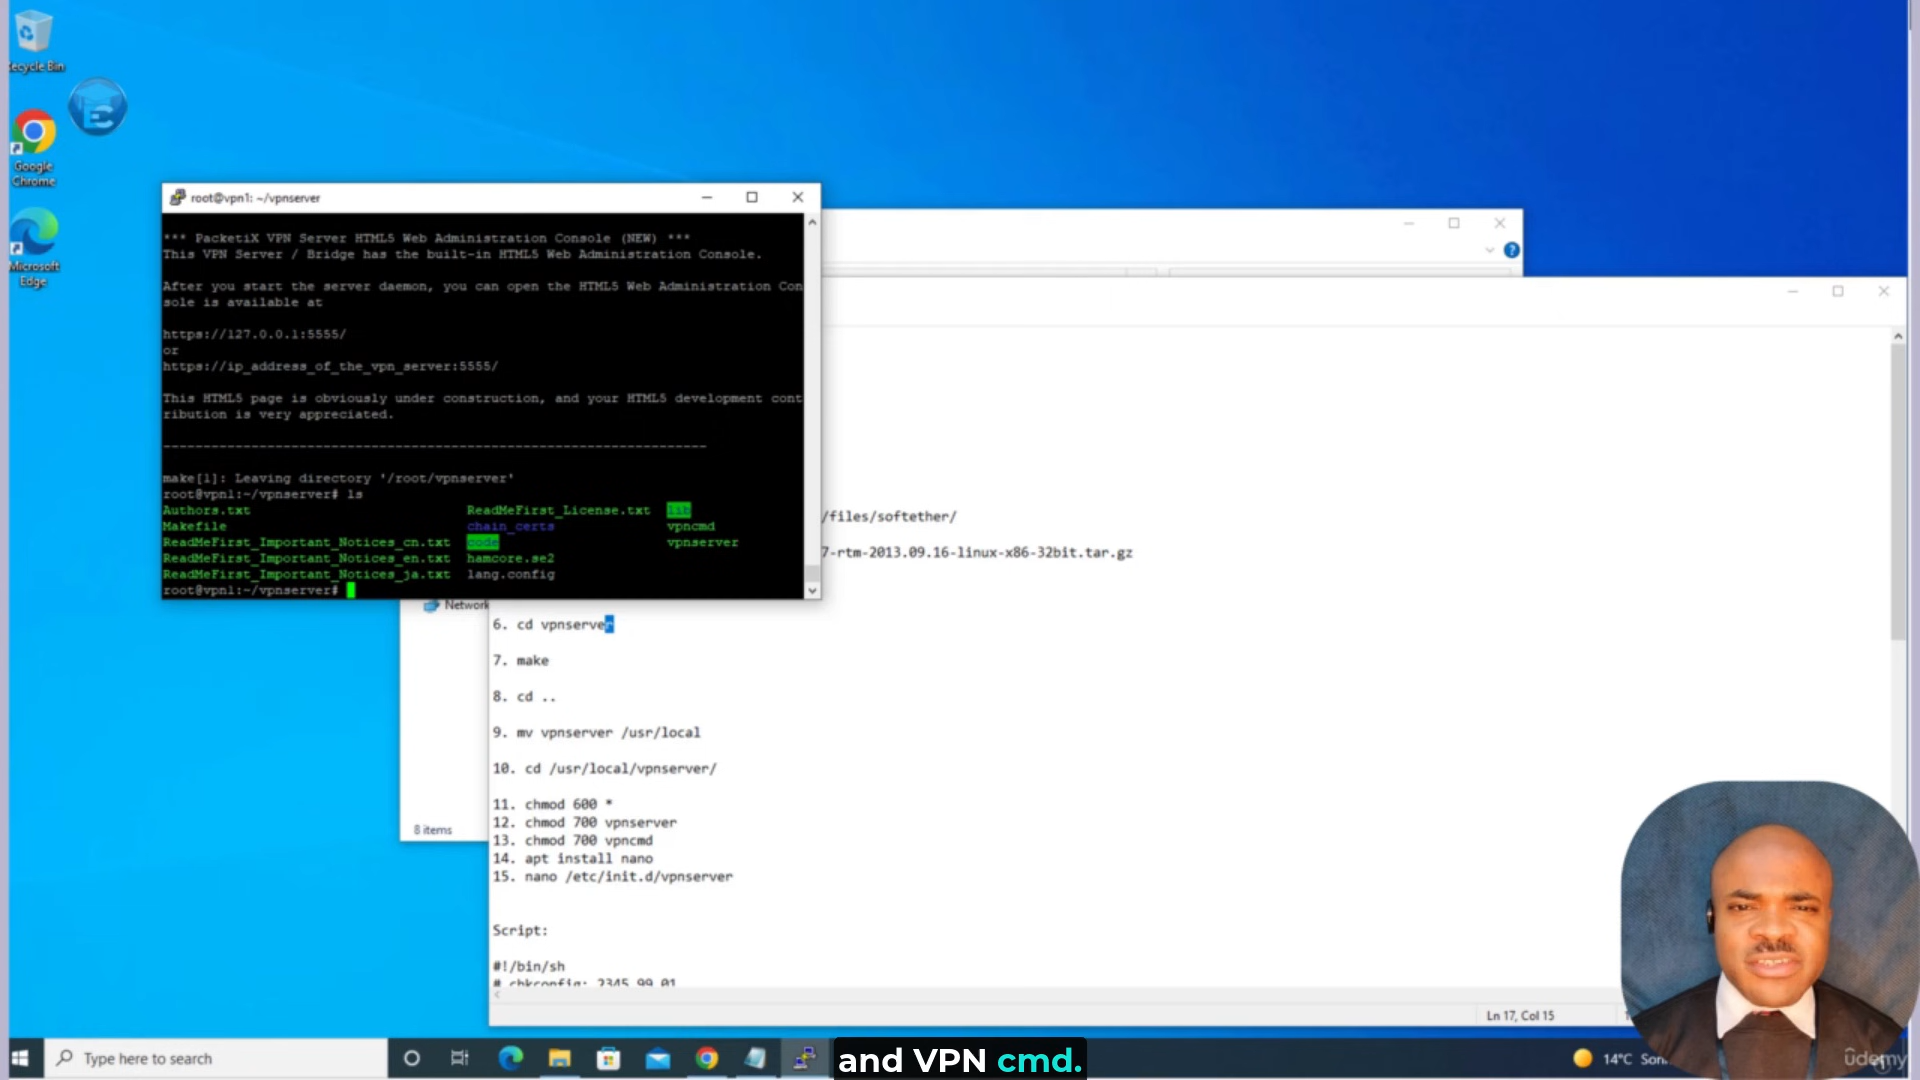 Recycle Bin
Google
Chrome
Microsoft
Edge
root@vpn1: ~/vpnserver
*** PacketiX VPN Server HTML5 Web Administration Console (NEW) ***
This VPN Server / Bridge has the built-in HTML5 Web Administration Console.
After you start the server daemon, you can open the HTML5 Web Administration Con
sole is available at
https://127.0.0.1:5555/
or
https://ip_address_of_the_vpn_server:5555/
This HTML5 page is obviously under construction, and your HTML5 development cont
ribution is very appreciated.
--------------------------------------------------------------------
make[1]: Leaving directory '/root/vpnserver'
root@vpn1:~/vpnserver# ls
Authors.txt ReadMeFirst_License.txt lib
Makefile chain_certs vpncmd
ReadMeFirst_Important_Notices_cn.txt code vpnserver
ReadMeFirst_Important_Notices_en.txt hamcore.se2
ReadMeFirst_Important_Notices_ja.txt lang.config
root@vpn1:~/vpnserver#
/files/softether/
7-rtm-2013.09.16-linux-x86-32bit.tar.gz
Network
6. cd vpnserver
7. make
8. cd ..
9. mv vpnserver /usr/local
10. cd /usr/local/vpnserver/
11. chmod 600 *
12. chmod 700 vpnserver
13. chmod 700 vpncmd
14. apt install nano
15. nano /etc/init.d/vpnserver
8 items
Script:
#!/bin/sh
# chkconfig: 2345 99 01
Ln 17, Col 15
Type here to search
and VPN cmd.
14°C
udemy